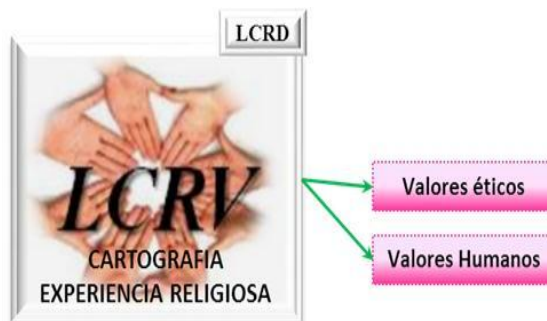 LCRD
LCRV
CARTOGRAFIA
EXPERIENCIA RELIGIOSA
Valores éticos
Valores Humanos